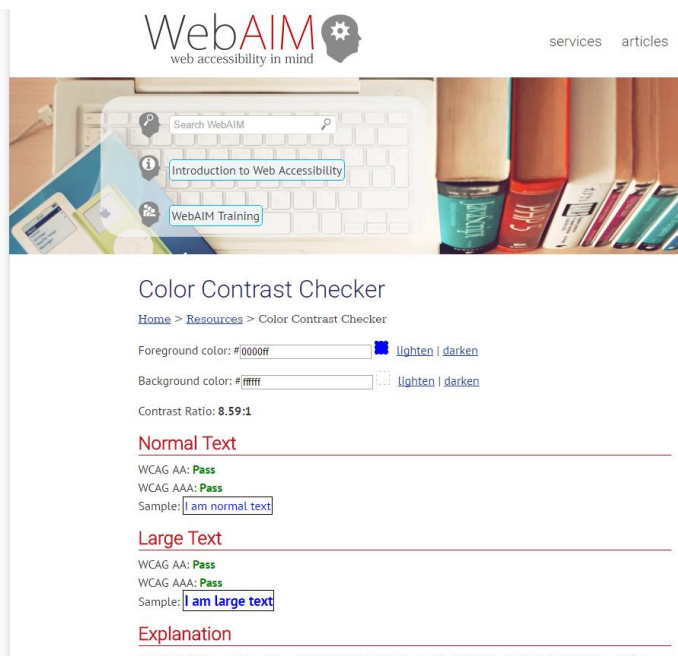 WebAIM
web accessibility in mind
services articles
Search WebAIM
Introduction to Web Accessibility
WebAIM Training
Color Contrast Checker
Home > Resources > Color Contrast Checker
Foreground color: #0000ff lighten | darken
Background color: #ffffff lighten | darken
Contrast Ratio: 8.59:1
Normal Text
WCAG AA: Pass
WCAG AAA: Pass
Sample: I am normal text
Large Text
WCAG AA: Pass
WCAG AAA: Pass
Sample: I am large text
Explanation